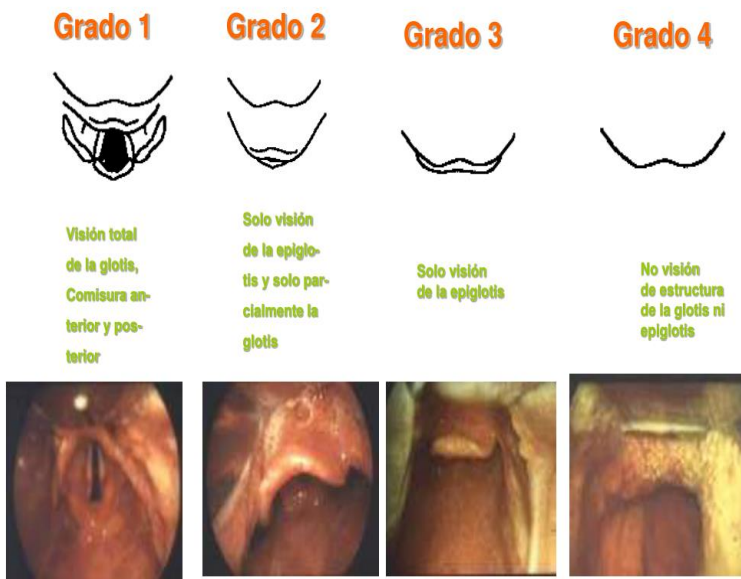 Grado 1
Grado 2
Grado 3
Grado 4
Visión total
de la glotis,
Comisura an-
terior y pos-
terior
Solo visión
de la epiglo-
tis y solo par-
cialmente la
glotis
Solo visión
de la epiglotis
No visión
de estructura
de la glotis ni
epiglotis